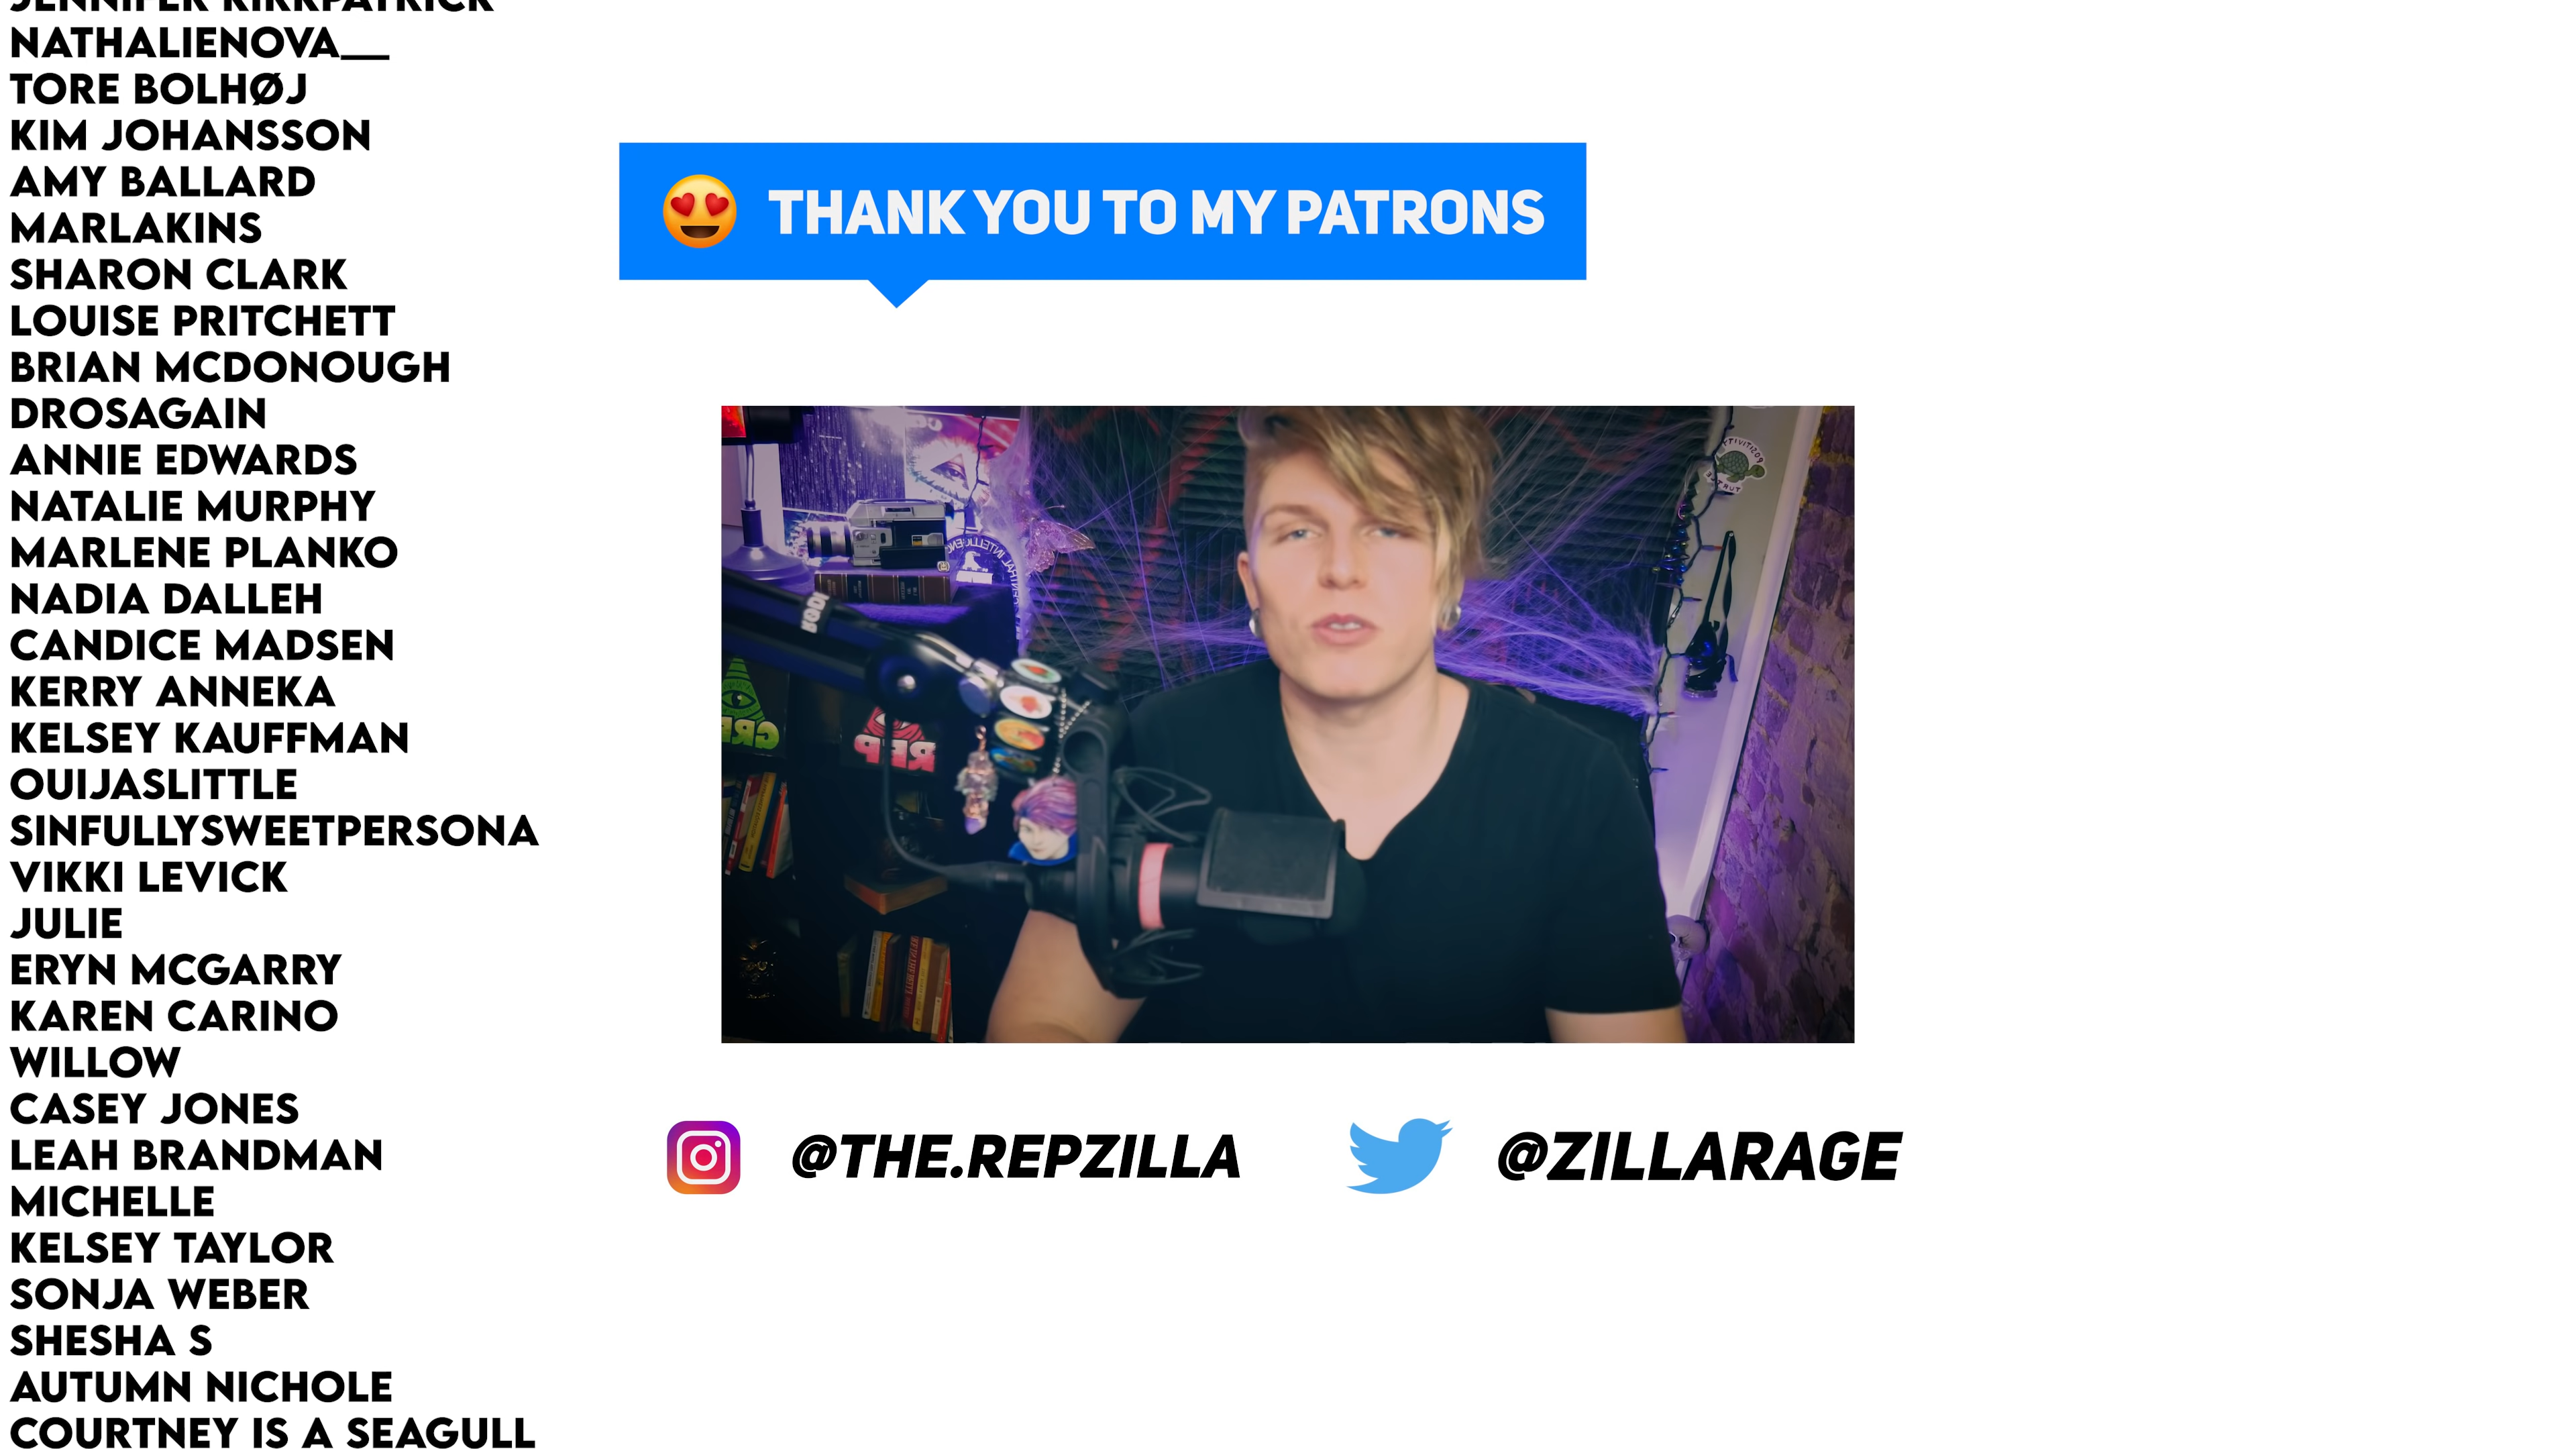 JENNIFER KIRKPATRICK
NATHALIENOVA__
TORE BOLHØJ
KIM JOHANSSON
AMY BALLARD
MARLAKINS
SHARON CLARK
LOUISE PRITCHETT
BRIAN MCDONOUGH
DROSAGAIN
ANNIE EDWARDS
NATALIE MURPHY
MARLENE PLANKO
NADIA DALLEH
CANDICE MADSEN
KERRY ANNEKA
KELSEY KAUFFMAN
OUIJASLITTLE
SINFULLYSWEETPERSONA
VIKKI LEVICK
JULIE
ERYN MCGARRY
KAREN CARINO
WILLOW
CASEY JONES
LEAH BRANDMAN
MICHELLE
KELSEY TAYLOR
SONJA WEBER
SHESHA S
AUTUMN NICHOLE
COURTNEY IS A SEAGULL
THANK YOU TO MY PATRONS
REP
@THE.REPZILLA
@ZILLARAGE